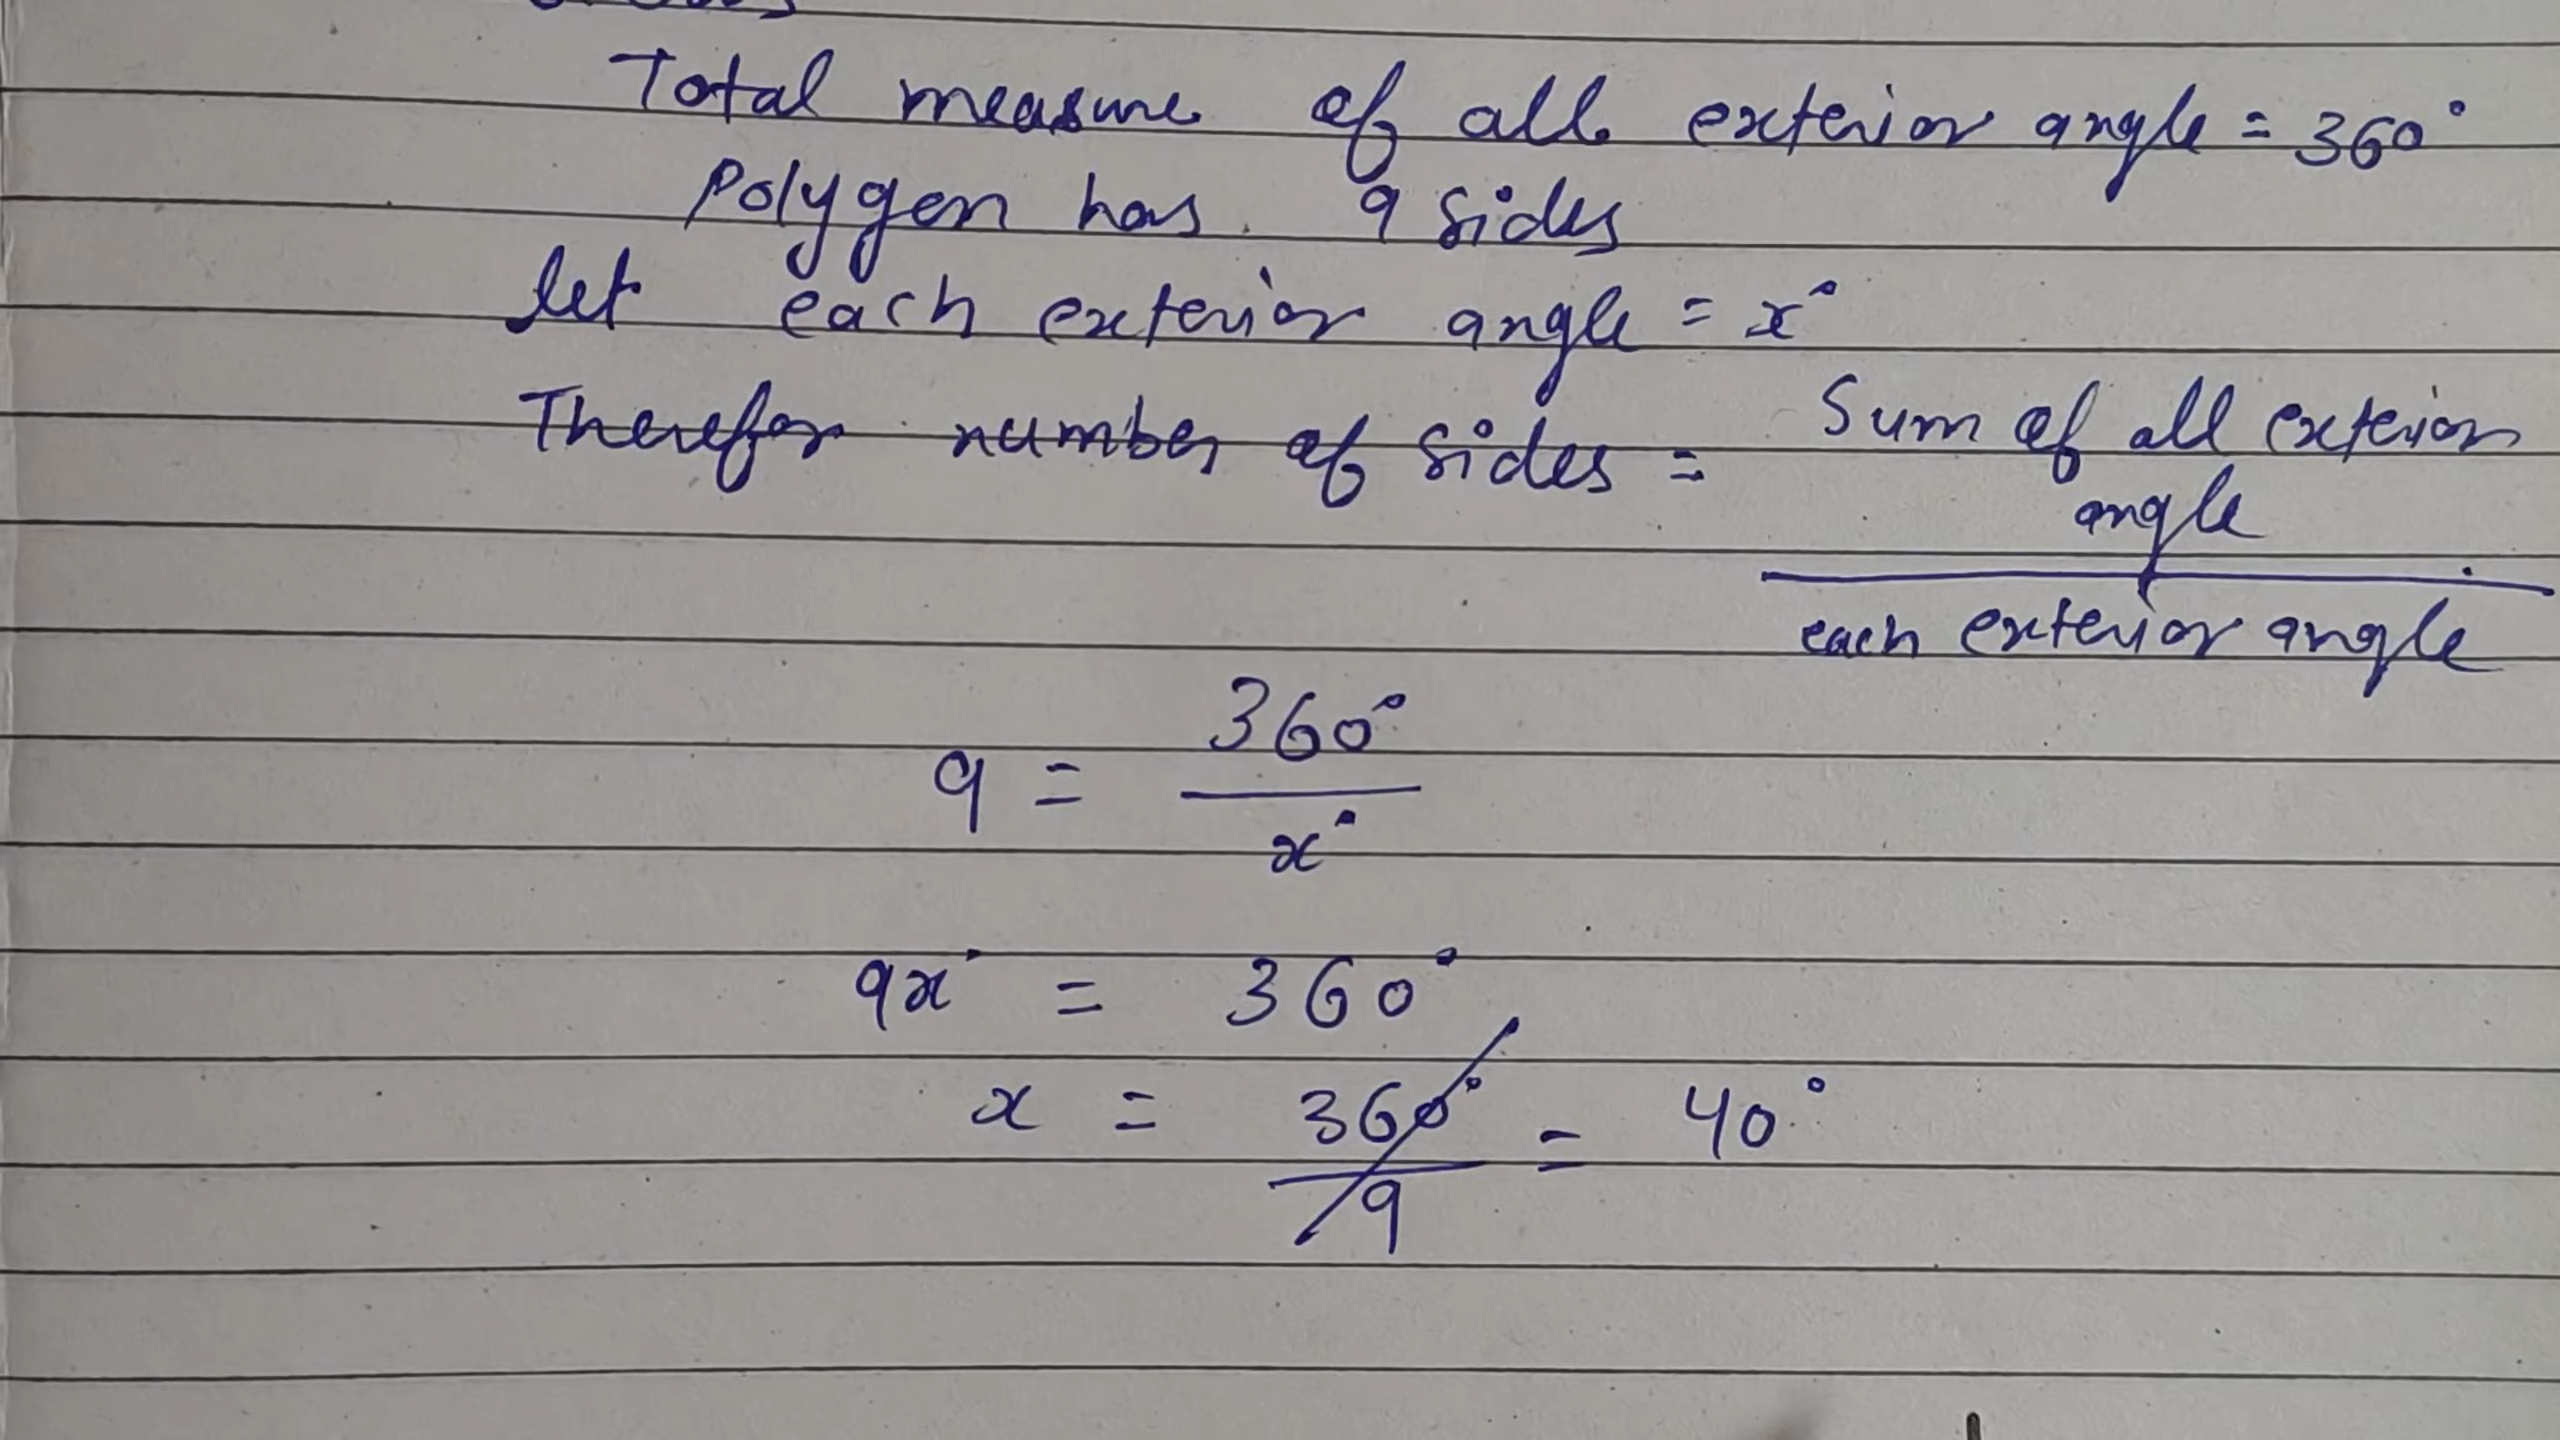 Total measure of all exterior angle = 360°
Polygen has 9 sides
let each exterior angle = x°
Therefor number of sides = Sum of all exterior
angle
each exterior angle
9 = 360°
x°
9x° = 360°
x = 360° = 40°
9